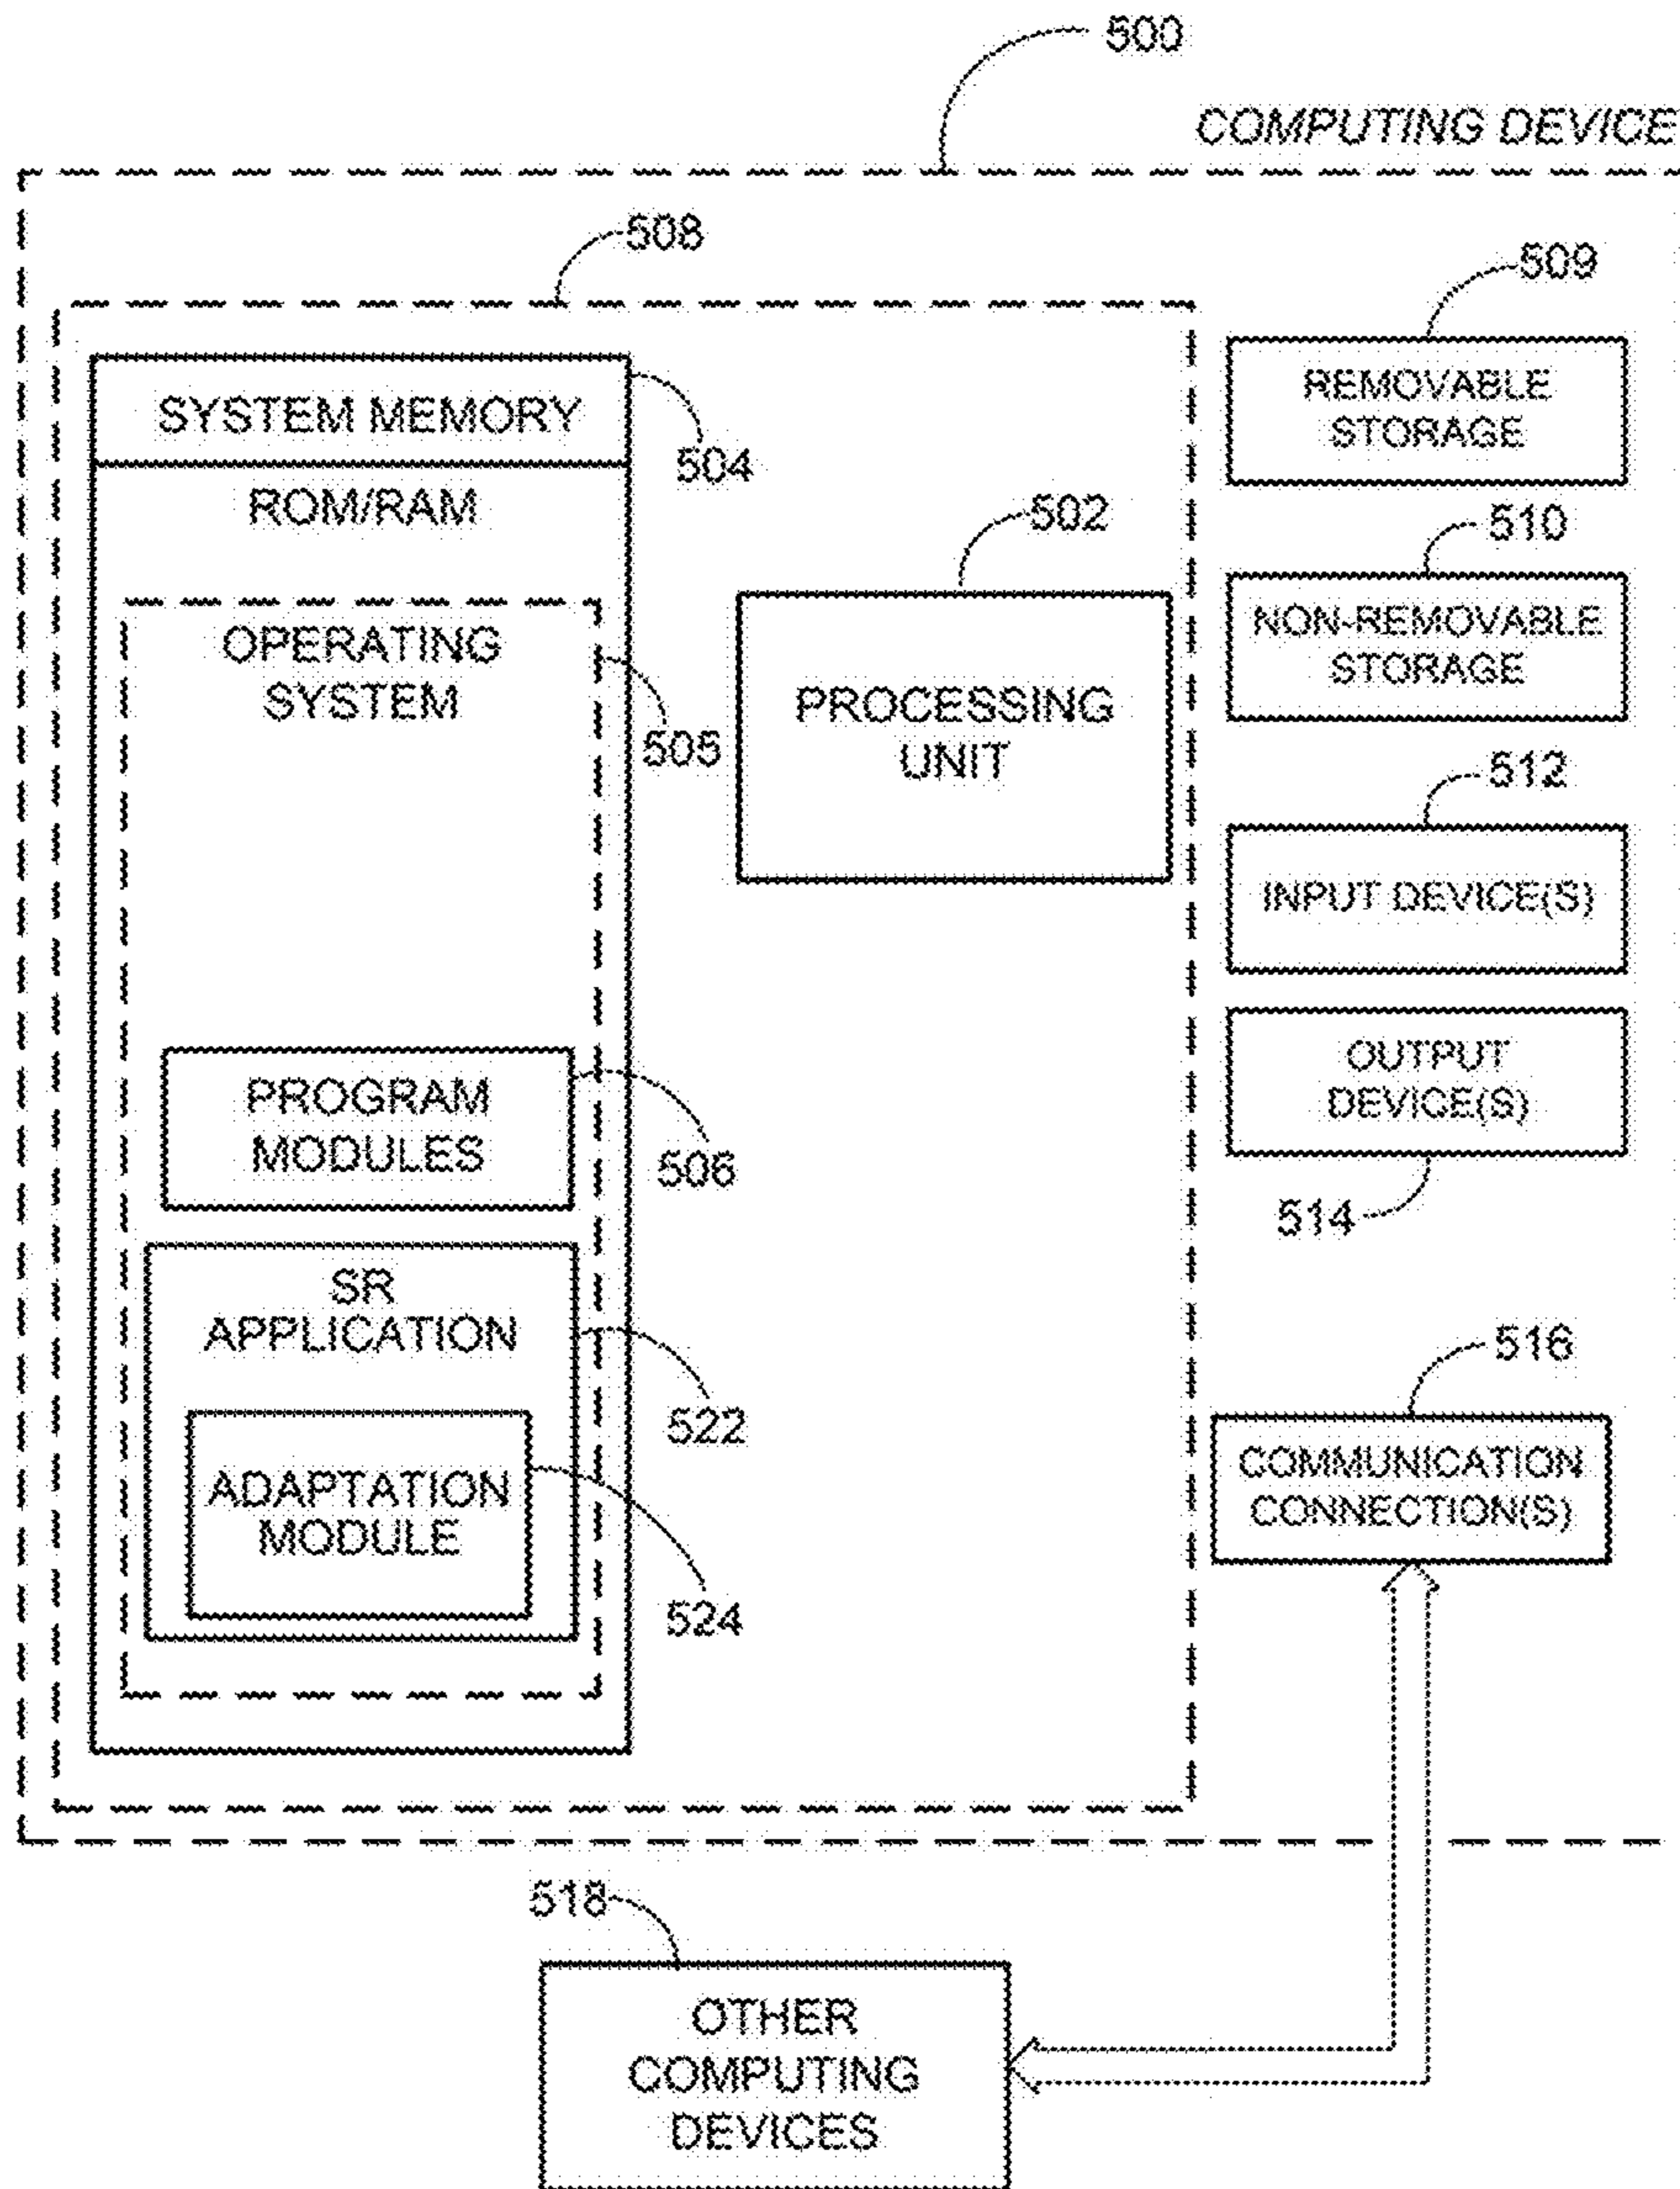 500
COMPUTING DEVICE
508
509
SYSTEM MEMORY
REMOVABLE
STORAGE
504
ROM/RAM
502
510
OPERATING
SYSTEM
NON-REMOVABLE
STORAGE
505
PROCESSING
UNIT
512
INPUT DEVICE(S)
OUTPUT
DEVICE(S)
PROGRAM
MODULES
506
514
SR
APPLICATION
516
522
COMMUNICATION
CONNECTION(S)
ADAPTATION
MODULE
524
518
OTHER
COMPUTING
DEVICES